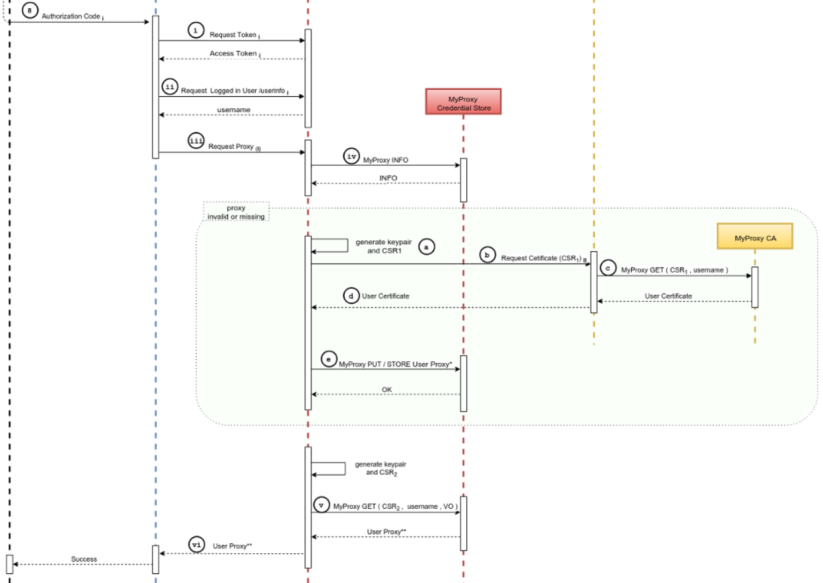 8
Authorization Code i
i
Request Token i
Access Token i
ii
Request Logged in User /userinfo i
username
MyProxy
Credential Store
iii
Request Proxy
iv
MyProxy INFO
INFO
proxy
invalid or missing
MyProxy CA
generate keypair
and CSR1
a
b
Request Cetificate (CSR1) 8
c
MyProxy GET ( CSR1 , username )
d
User Certificate
User Certificate
e
MyProxy PUT / STORE User Proxy*
OK
generate keypair
and CSR2
v
MyProxy GET ( CSR2 , username , VO )
User Proxy**
vi
User Proxy**
Success